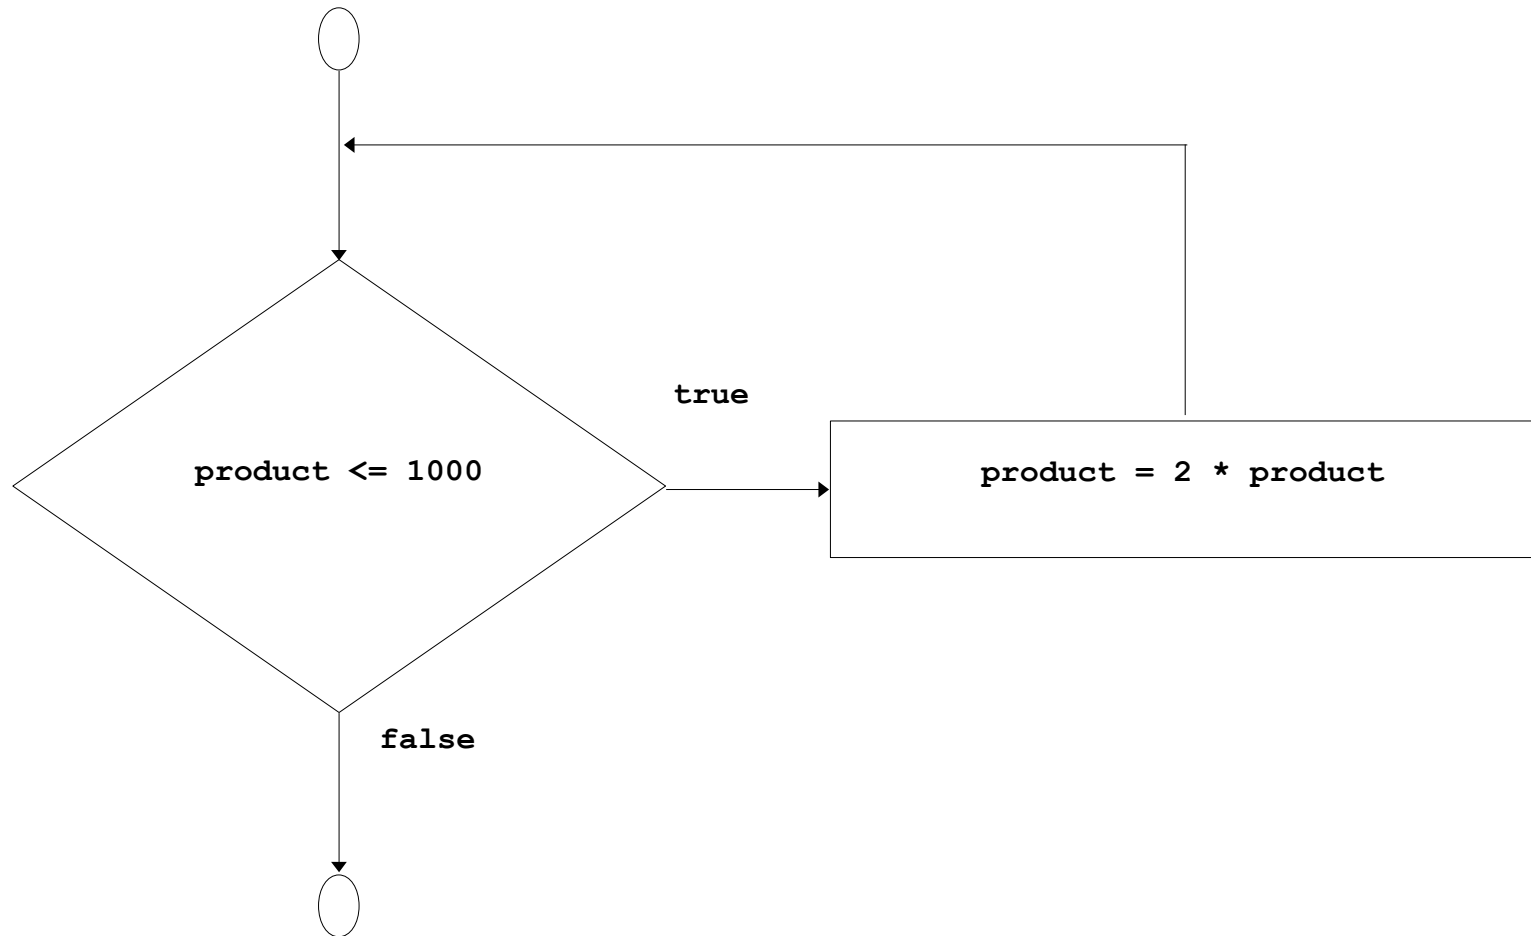 true
product <= 1000
product = 2 * product
false